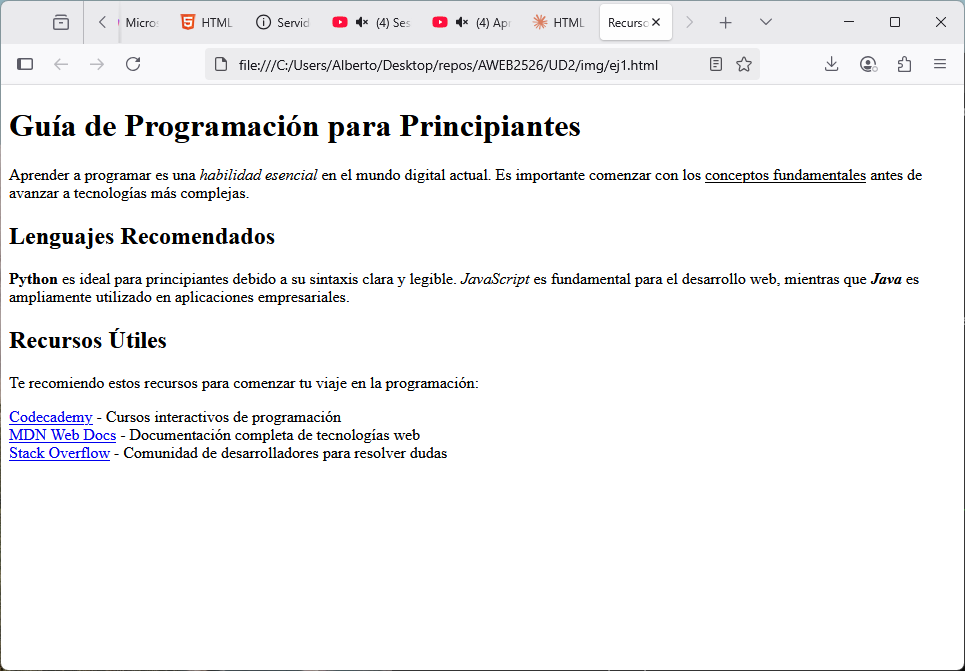 Micros
HTML
Servid
(4) Ses
(4) Apr
HTML
Recurso
file:///C:/Users/Alberto/Desktop/repos/AWEB2526/UD2/img/ej1.html
Guía de Programación para Principiantes
Aprender a programar es una habilidad esencial en el mundo digital actual. Es importante comenzar con los conceptos fundamentales antes de
avanzar a tecnologías más complejas.
Lenguajes Recomendados
Python es ideal para principiantes debido a su sintaxis clara y legible. JavaScript es fundamental para el desarrollo web, mientras que Java es
ampliamente utilizado en aplicaciones empresariales.
Recursos Útiles
Te recomiendo estos recursos para comenzar tu viaje en la programación:
Codecademy - Cursos interactivos de programación
MDN Web Docs - Documentación completa de tecnologías web
Stack Overflow - Comunidad de desarrolladores para resolver dudas